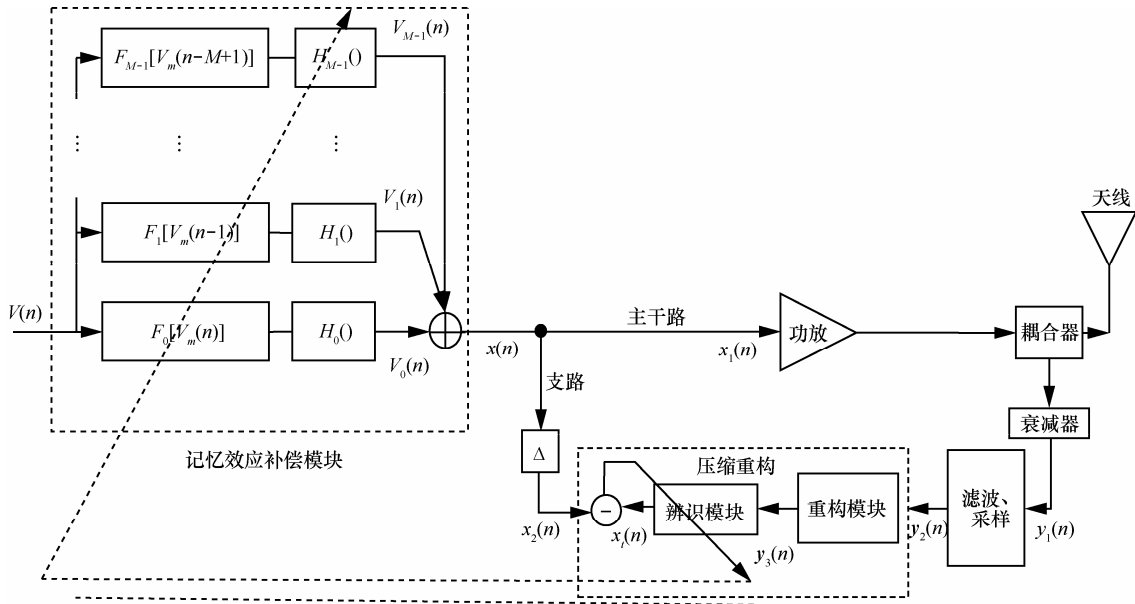 V_{M−1}(n)
F_{M−1}[V_m(n−M+1)]
H_{M−1}()
⋮ ⋮ ⋮
V_1(n)
F_1[V_m(n−1)]
H_1()
V(n)
F_0[V_m(n)]
H_0()
V_0(n)
x(n)
主干路
x_1(n)
功放
天线
耦合器
衰减器
支路
Δ
记忆效应补偿模块
压缩重构
x_2(n)
−
x_t(n)
辨识模块
y_3(n)
重构模块
y_2(n)
滤波、
采样
y_1(n)